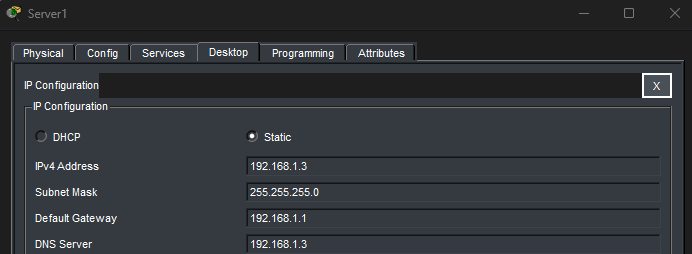 Server1
Physical Config Services Desktop Programming Attributes
IP Configuration X
IP Configuration
DHCP Static
IPv4 Address 192.168.1.3
Subnet Mask 255.255.255.0
Default Gateway 192.168.1.1
DNS Server 192.168.1.3